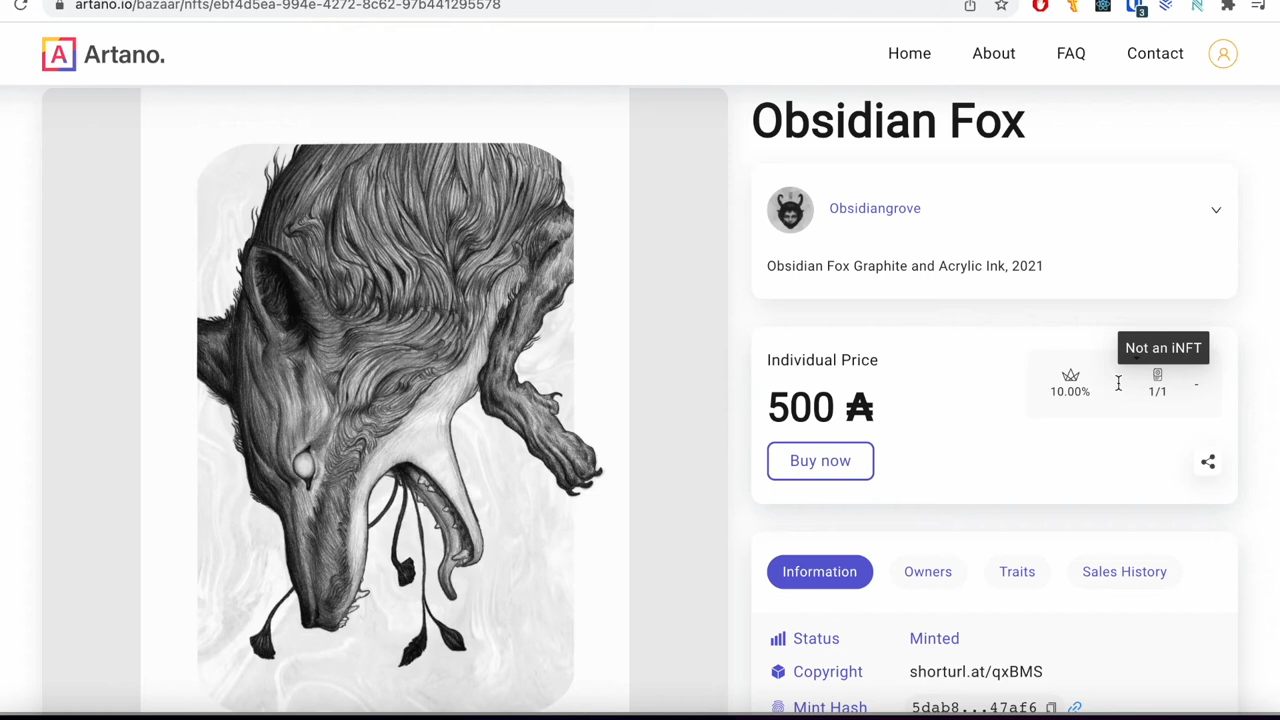 artano.io/bazaar/nfts/ebf4d5ea-994e-4272-8c62-97b441295578
3
A Artano.
Home About FAQ Contact
Obsidian Fox
Obsidiangrove
Obsidian Fox Graphite and Acrylic Ink, 2021
Not an iNFT
Individual Price
10.00% 1/1 -
500 ₳
Buy now
Information Owners Traits Sales History
Status Minted
Copyright shorturl.at/qxBMS
Mint Hash 5dab8...47af6